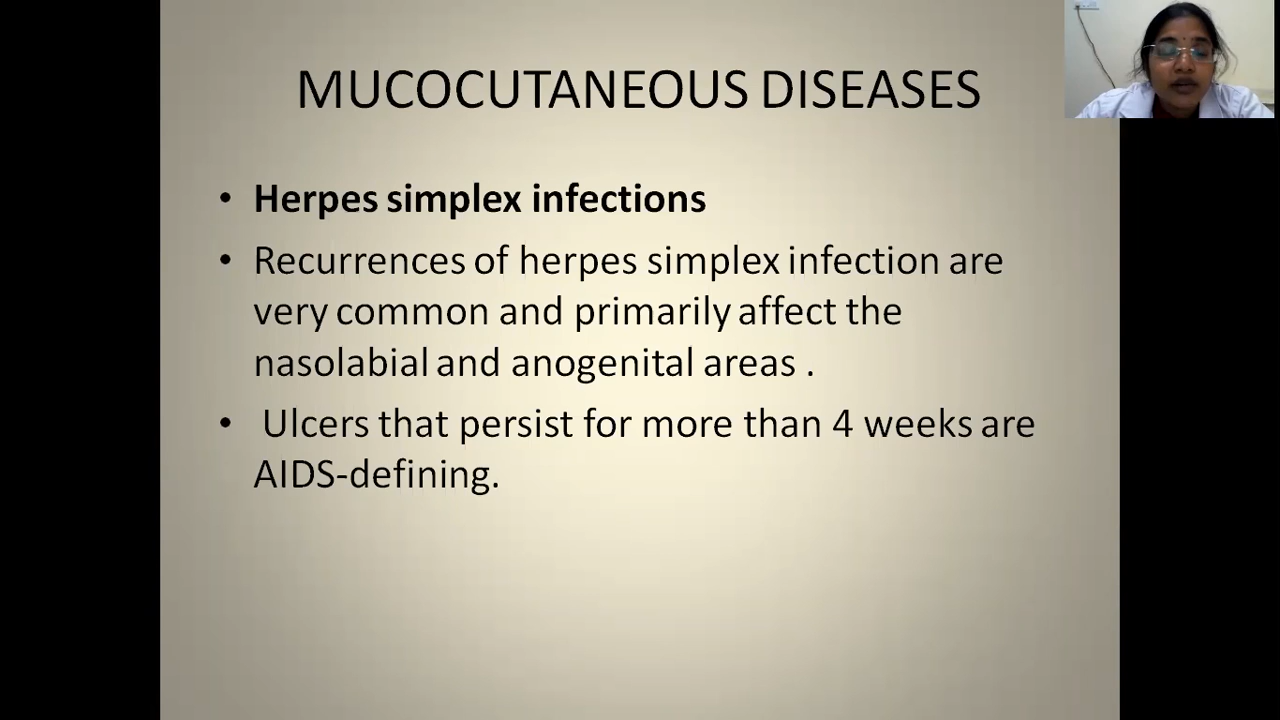 MUCOCUTANEOUS DISEASES
• Herpes simplex infections
• Recurrences of herpes simplex infection are
very common and primarily affect the
nasolabial and anogenital areas .
• Ulcers that persist for more than 4 weeks are
AIDS-defining.